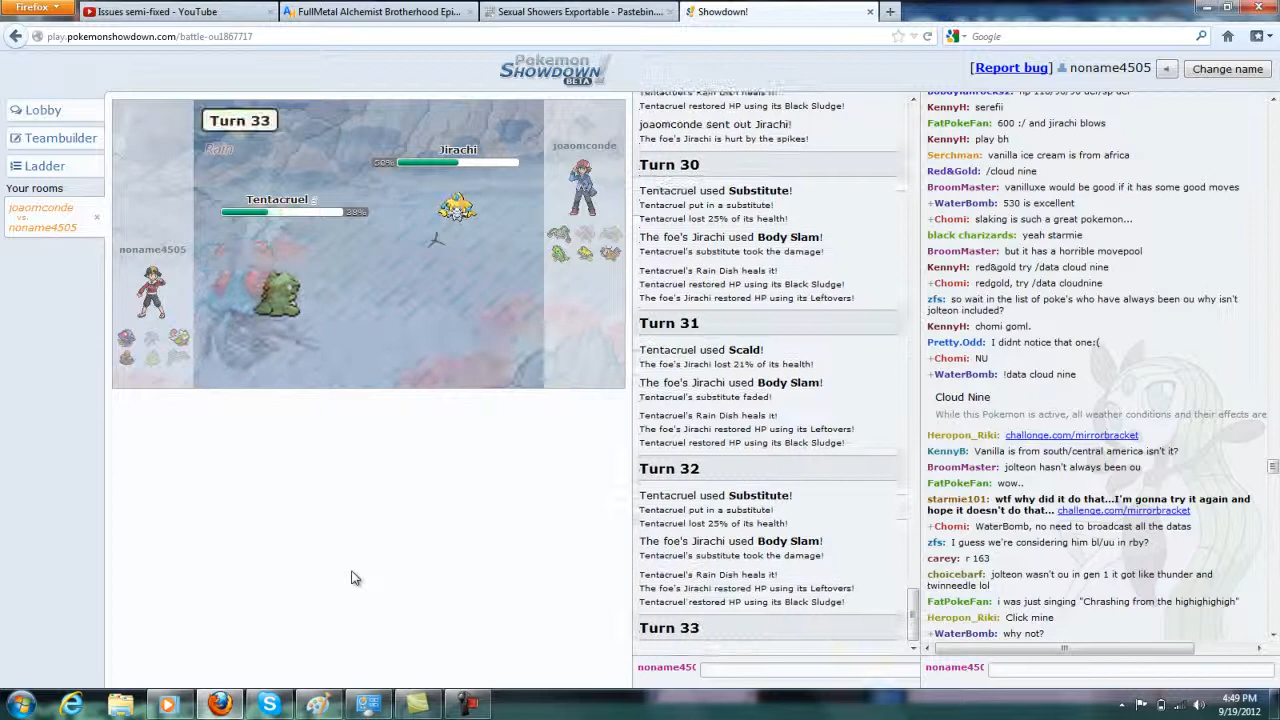 Firefox
Issues semi-fixed - YouTube
FullMetal Alchemist Brotherhood Epi...
Sexual Showers Exportable - Pastebin....
Showdown!
play.pokemonshowdown.com/battle-ou1867717
Google
Pokemon
SHOWDOWN
BETA
[Report bug]
noname4505
Change name
Lobby
Teambuilder
Ladder
Your rooms
joaomconde
vs.
noname4505
Turn 33
Rain
Jirachi
50%
Tentacruel
28%
joaomconde
noname4505
Tentacruel restored HP using its Black Sludge!
joaomconde sent out Jirachi!
The foe's Jirachi is hurt by the spikes!
Turn 30
Tentacruel used Substitute!
Tentacruel put in a substitute!
Tentacruel lost 25% of its health!
The foe's Jirachi used Body Slam!
Tentacruel's substitute took the damage!
Tentacruel's Rain Dish heals it!
Tentacruel restored HP using its Black Sludge!
The foe's Jirachi restored HP using its Leftovers!
Turn 31
Tentacruel used Scald!
The foe's Jirachi lost 21% of its health!
The foe's Jirachi used Body Slam!
Tentacruel's substitute faded!
Tentacruel's Rain Dish heals it!
The foe's Jirachi restored HP using its Leftovers!
Tentacruel restored HP using its Black Sludge!
Turn 32
Tentacruel used Substitute!
Tentacruel put in a substitute!
Tentacruel lost 25% of its health!
The foe's Jirachi used Body Slam!
Tentacruel's substitute took the damage!
Tentacruel's Rain Dish heals it!
The foe's Jirachi restored HP using its Leftovers!
Tentacruel restored HP using its Black Sludge!
Turn 33
noname450
KennyH: serefii
FatPokeFan: 600 :/ and jirachi blows
KennyH: play bh
Serchman: vanilla ice cream is from africa
Red&Gold: /cloud nine
BroomMaster: vanilluxe would be good if it has some good moves
+WaterBomb: 530 is excellent
+Chomi: slaking is such a great pokemon...
black charizards: yeah starmie
BroomMaster: but it has a horrible movepool
KennyH: red&gold try /data cloud nine
+Chomi: redgold, try /data cloudnine
zfs: so wait in the list of poke's who have always been ou why isn't
jolteon included?
KennyH: chomi goml.
Pretty.Odd: I didnt notice that one:(
+Chomi: NU
+WaterBomb: !data cloud nine
Cloud Nine
While this Pokemon is active, all weather conditions and their effects are
Heropon_Riki: challonge.com/mirrorbracket
KennyB: Vanilla is from south/central america isn't it?
BroomMaster: jolteon hasn't always been ou
FatPokeFan: wow..
starmie101: wtf why did it do that...I'm gonna try it again and
hope it doesn't do that... challonge.com/mirrorbracket
+Chomi: WaterBomb, no need to broadcast all the datas
zfs: I guess we're considering him bl/uu in rby?
carey: r 163
choicebarf: jolteon wasn't ou in gen 1 it got like thunder and
twinneedle lol
FatPokeFan: i was just singing "Chrashing from the highighighigh"
Heropon_Riki: Click mine
+WaterBomb: why not?
noname450
4:49 PM
9/19/2012